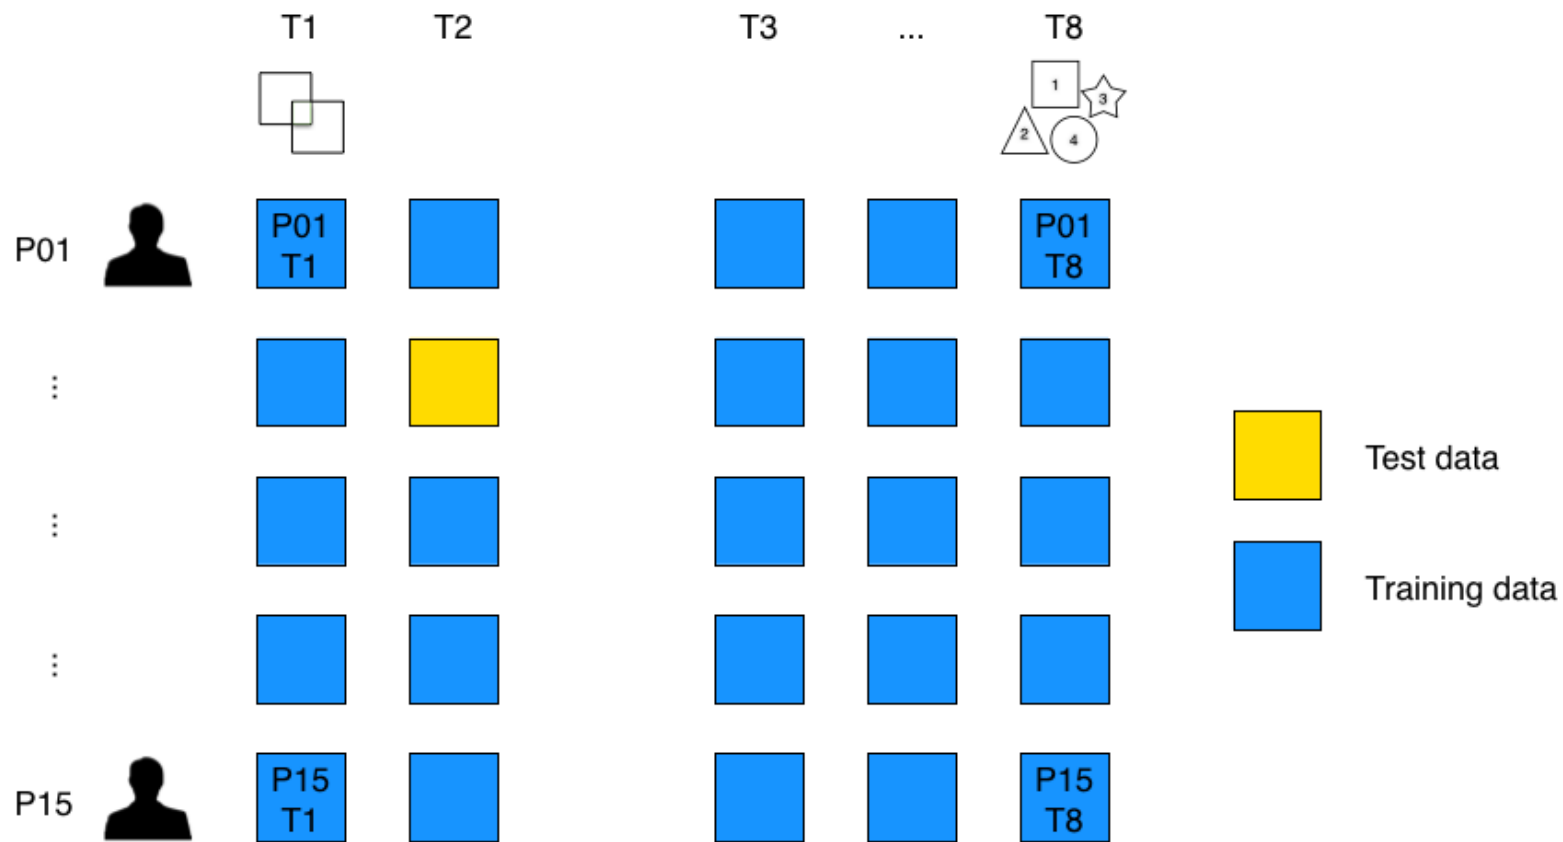 T1 T2 T3 ... T8
1
3
2
4
P01
P01
T1
P01
T8
⋮
⋮
Test data
Training data
⋮
P15
P15
T1
P15
T8